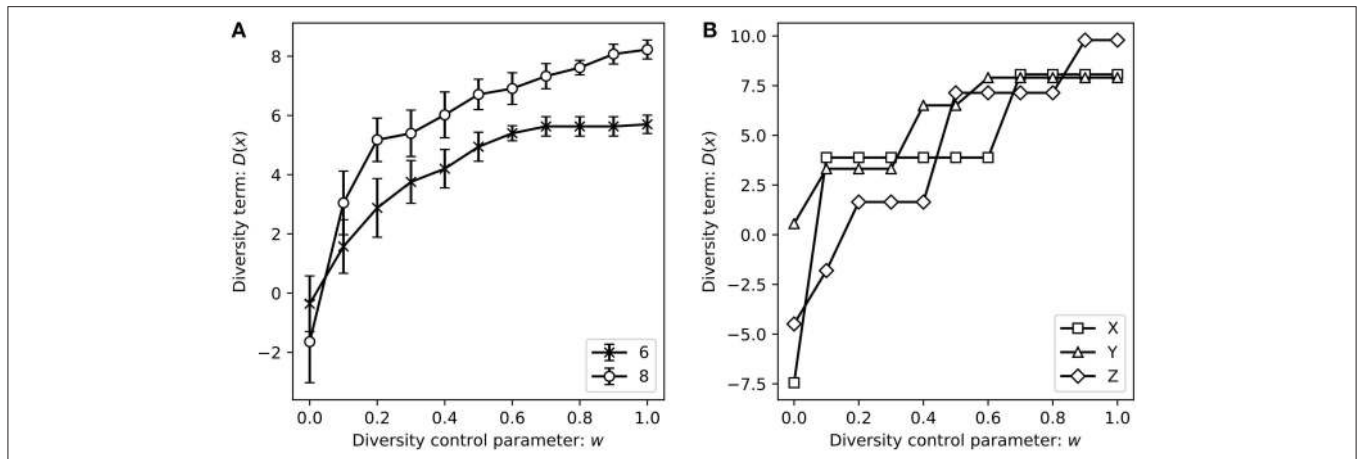 A
Diversity term: D(x)
8
6
4
2
0
−2
0.0 0.2 0.4 0.6 0.8 1.0
Diversity control parameter: w
6
8
B
Diversity term: D(x)
10.0
7.5
5.0
2.5
0.0
−2.5
−5.0
−7.5
0.0 0.2 0.4 0.6 0.8 1.0
Diversity control parameter: w
X
Y
Z